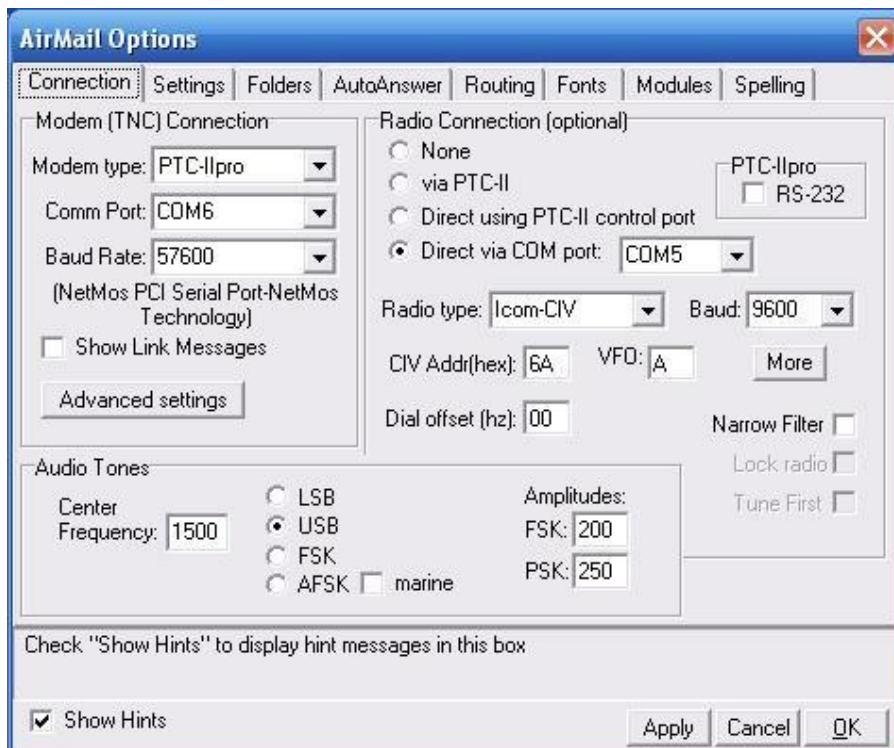 AirMail Options
Connection Settings Folders AutoAnswer Routing Fonts Modules Spelling
Modem (TNC) Connection
Modem type: PTC-IIpro
Comm Port: COM6
Baud Rate: 57600
(NetMos PCI Serial Port-NetMos
Technology)
Show Link Messages
Advanced settings
Radio Connection (optional)
None
via PTC-II
Direct using PTC-II control port
Direct via COM port: COM5
PTC-IIpro
RS-232
Radio type: Icom-CIV Baud: 9600
CIV Addr(hex): 6A VFO: A More
Dial offset (hz): 00
Narrow Filter
Lock radio
Tune First
Audio Tones
Center
Frequency: 1500
LSB
USB
FSK
AFSK marine
Amplitudes:
FSK: 200
PSK: 250
Check "Show Hints" to display hint messages in this box
Show Hints
Apply Cancel OK